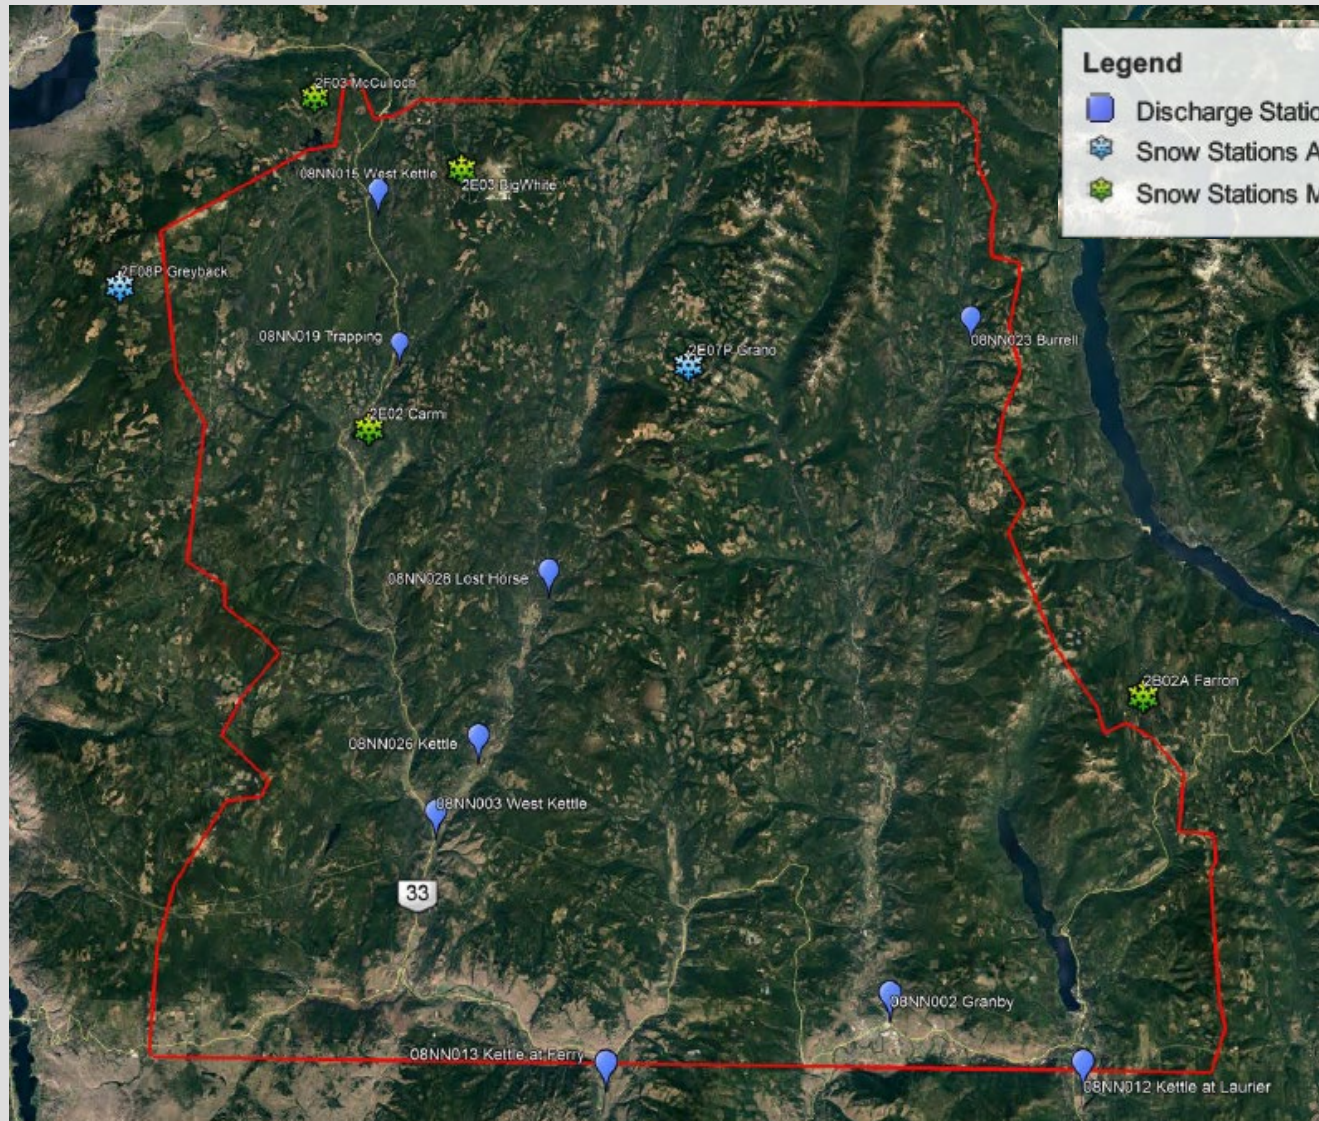 Legend
Discharge Statio
Snow Stations A
Snow Stations M
2F03 McCulloch
08NN015 West Kettle
2E03 BigWhite
2F08P Greyback
08NN019 Trapping
2E07P Grano
08NN023 Burrell
2E02 Carmi
08NN028 Lost Horse
2B02A Farron
08NN026 Kettle
08NN003 West Kettle
33
08NN002 Granby
08NN013 Kettle at Ferry
08NN012 Kettle at Laurier